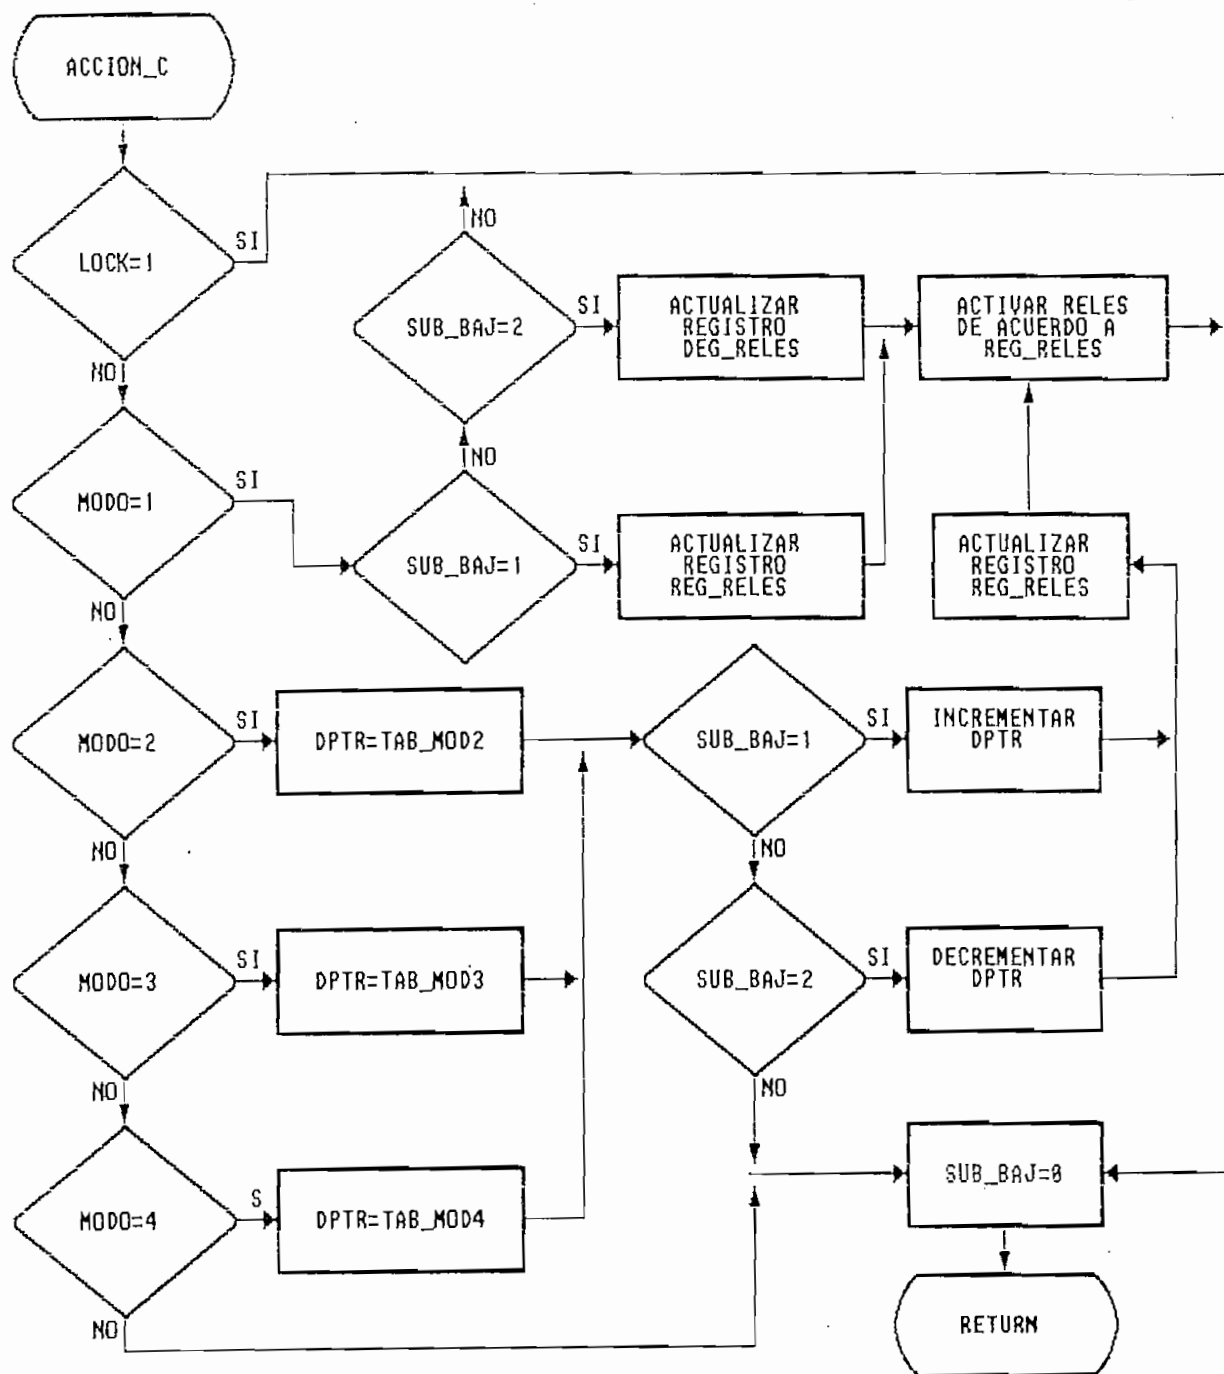 ACCION_C
LOCK=1
SI
NO
MODO=1
SI
NO
SUB_BAJ=2
NO
SI
ACTUALIZAR
REGISTRO
DEG_RELES
ACTIVAR RELES
DE ACUERDO A
REG_RELES
SUB_BAJ=1
NO
SI
ACTUALIZAR
REGISTRO
REG_RELES
ACTUALIZAR
REGISTRO
REG_RELES
MODO=2
SI
NO
DPTR=TAB_MOD2
SUB_BAJ=1
SI
NO
INCREMENTAR
DPTR
MODO=3
SI
NO
DPTR=TAB_MOD3
SUB_BAJ=2
SI
NO
DECREMENTAR
DPTR
MODO=4
S
NO
DPTR=TAB_MOD4
SUB_BAJ=0
RETURN